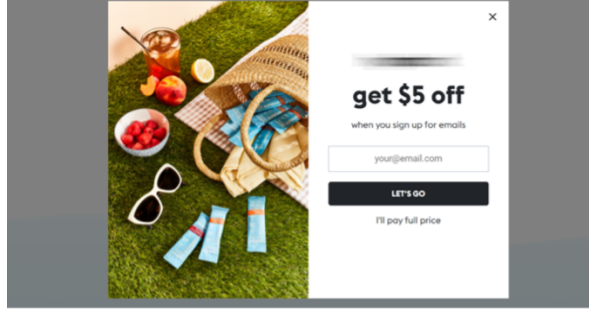 get $5 off
when you sign up for emails
your@email.com
LET'S GO
I'll pay full price